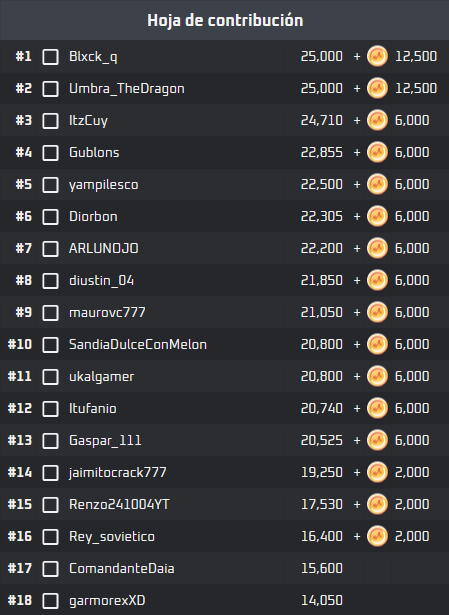 Hoja de contribución
#1 Blxck_q 25,000 + 12,500
#2 Umbra_TheDragon 25,000 + 12,500
#3 ItzCuy 24,710 + 6,000
#4 Gublons 22,855 + 6,000
#5 yampilesco 22,500 + 6,000
#6 Diorbon 22,305 + 6,000
#7 ARLUNOJO 22,200 + 6,000
#8 diustin_04 21,850 + 6,000
#9 maurovc777 21,050 + 6,000
#10 SandiaDulceConMelon 20,800 + 6,000
#11 ukalgamer 20,800 + 6,000
#12 Itufanio 20,740 + 6,000
#13 Gaspar_111 20,525 + 6,000
#14 jaimitocrack777 19,250 + 2,000
#15 Renzo241004YT 17,530 + 2,000
#16 Rey_sovietico 16,400 + 2,000
#17 ComandanteDaia 15,600
#18 garmorexXD 14,050